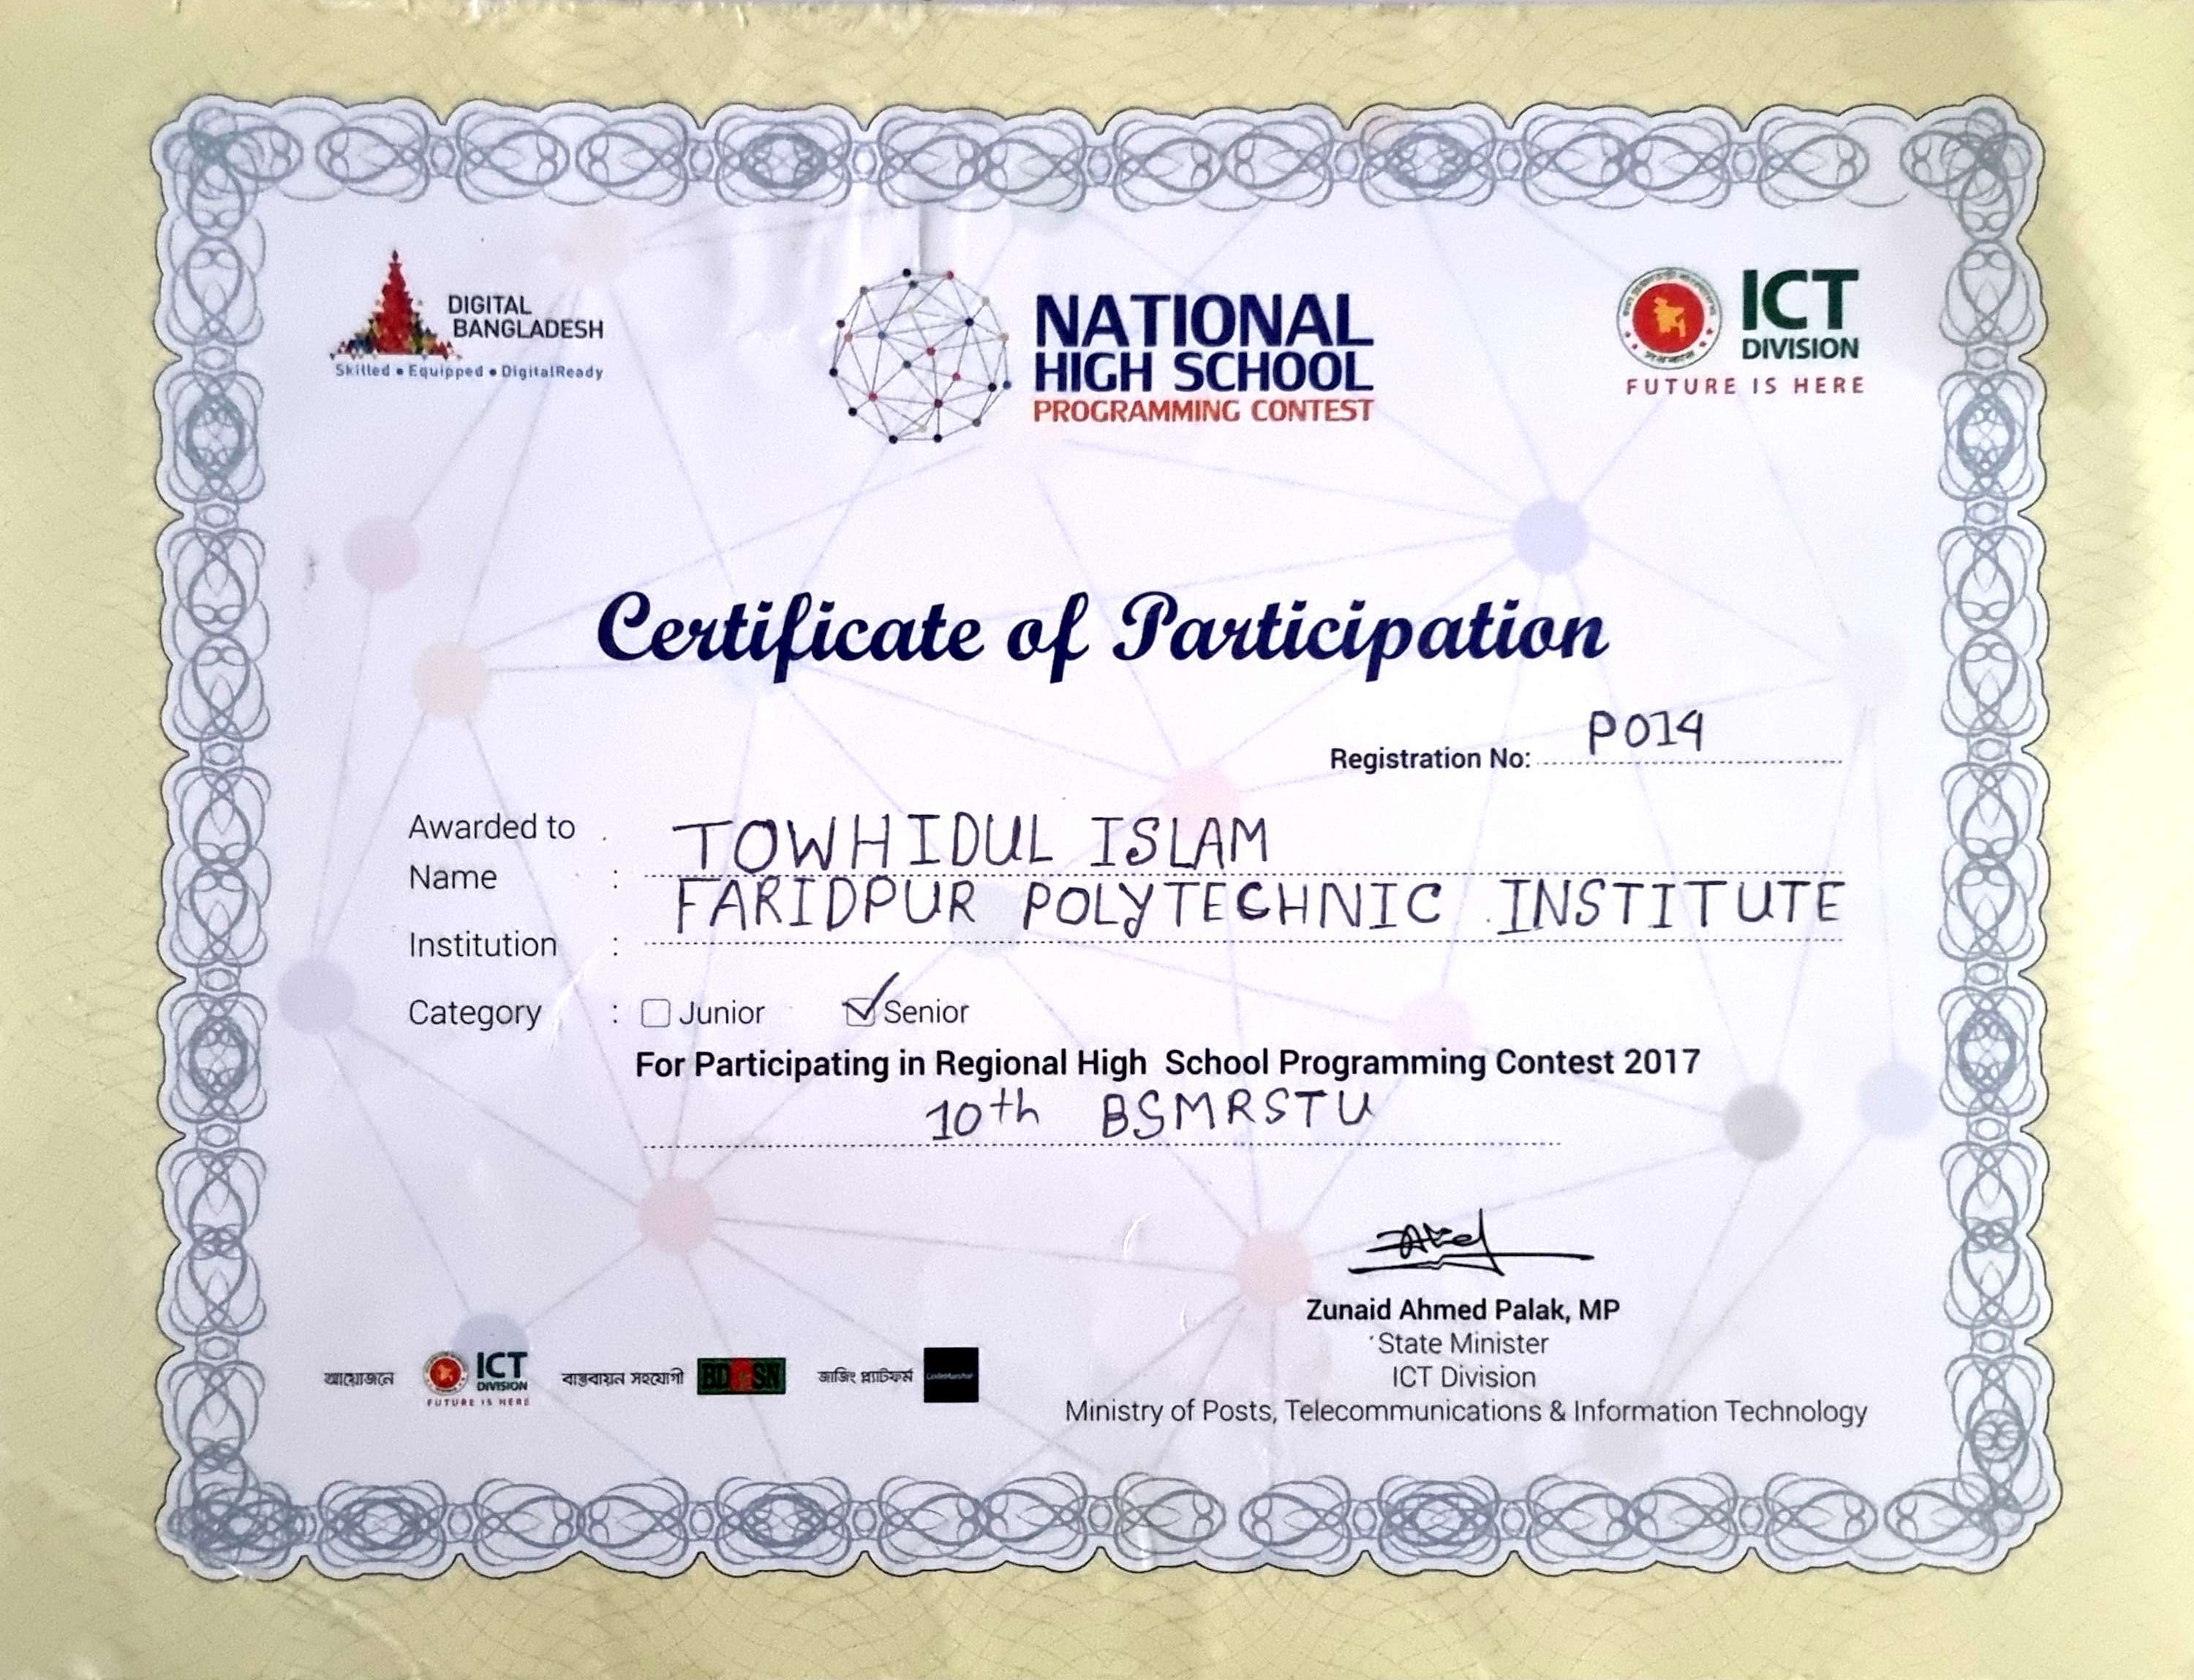 DIGITAL
BANGLADESH
Skilled • Equipped • DigitalReady
NATIONAL
HIGH SCHOOL
PROGRAMMING CONTEST
ICT
DIVISION
FUTURE IS HERE
Certificate of Participation
Registration No: P014
Awarded to
Name : TOWHIDUL ISLAM
Institution : FARIDPUR POLYTECHNIC INSTITUTE
Category : Junior Senior
For Participating in Regional High School Programming Contest 2017
10th BSMRSTU
Zunaid Ahmed Palak, MP
State Minister
ICT Division
Ministry of Posts, Telecommunications & Information Technology
আয়োজনে ICT DIVISION FUTURE IS HERE বাস্তবায়ন সহযোগী BDOSN জাজিং প্ল্যাটফর্ম CodeMarshal